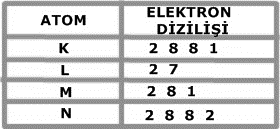 ATOM ELEKTRON DİZİLİŞİ
K 2 8 8 1
L 2 7
M 2 8 1
N 2 8 8 2